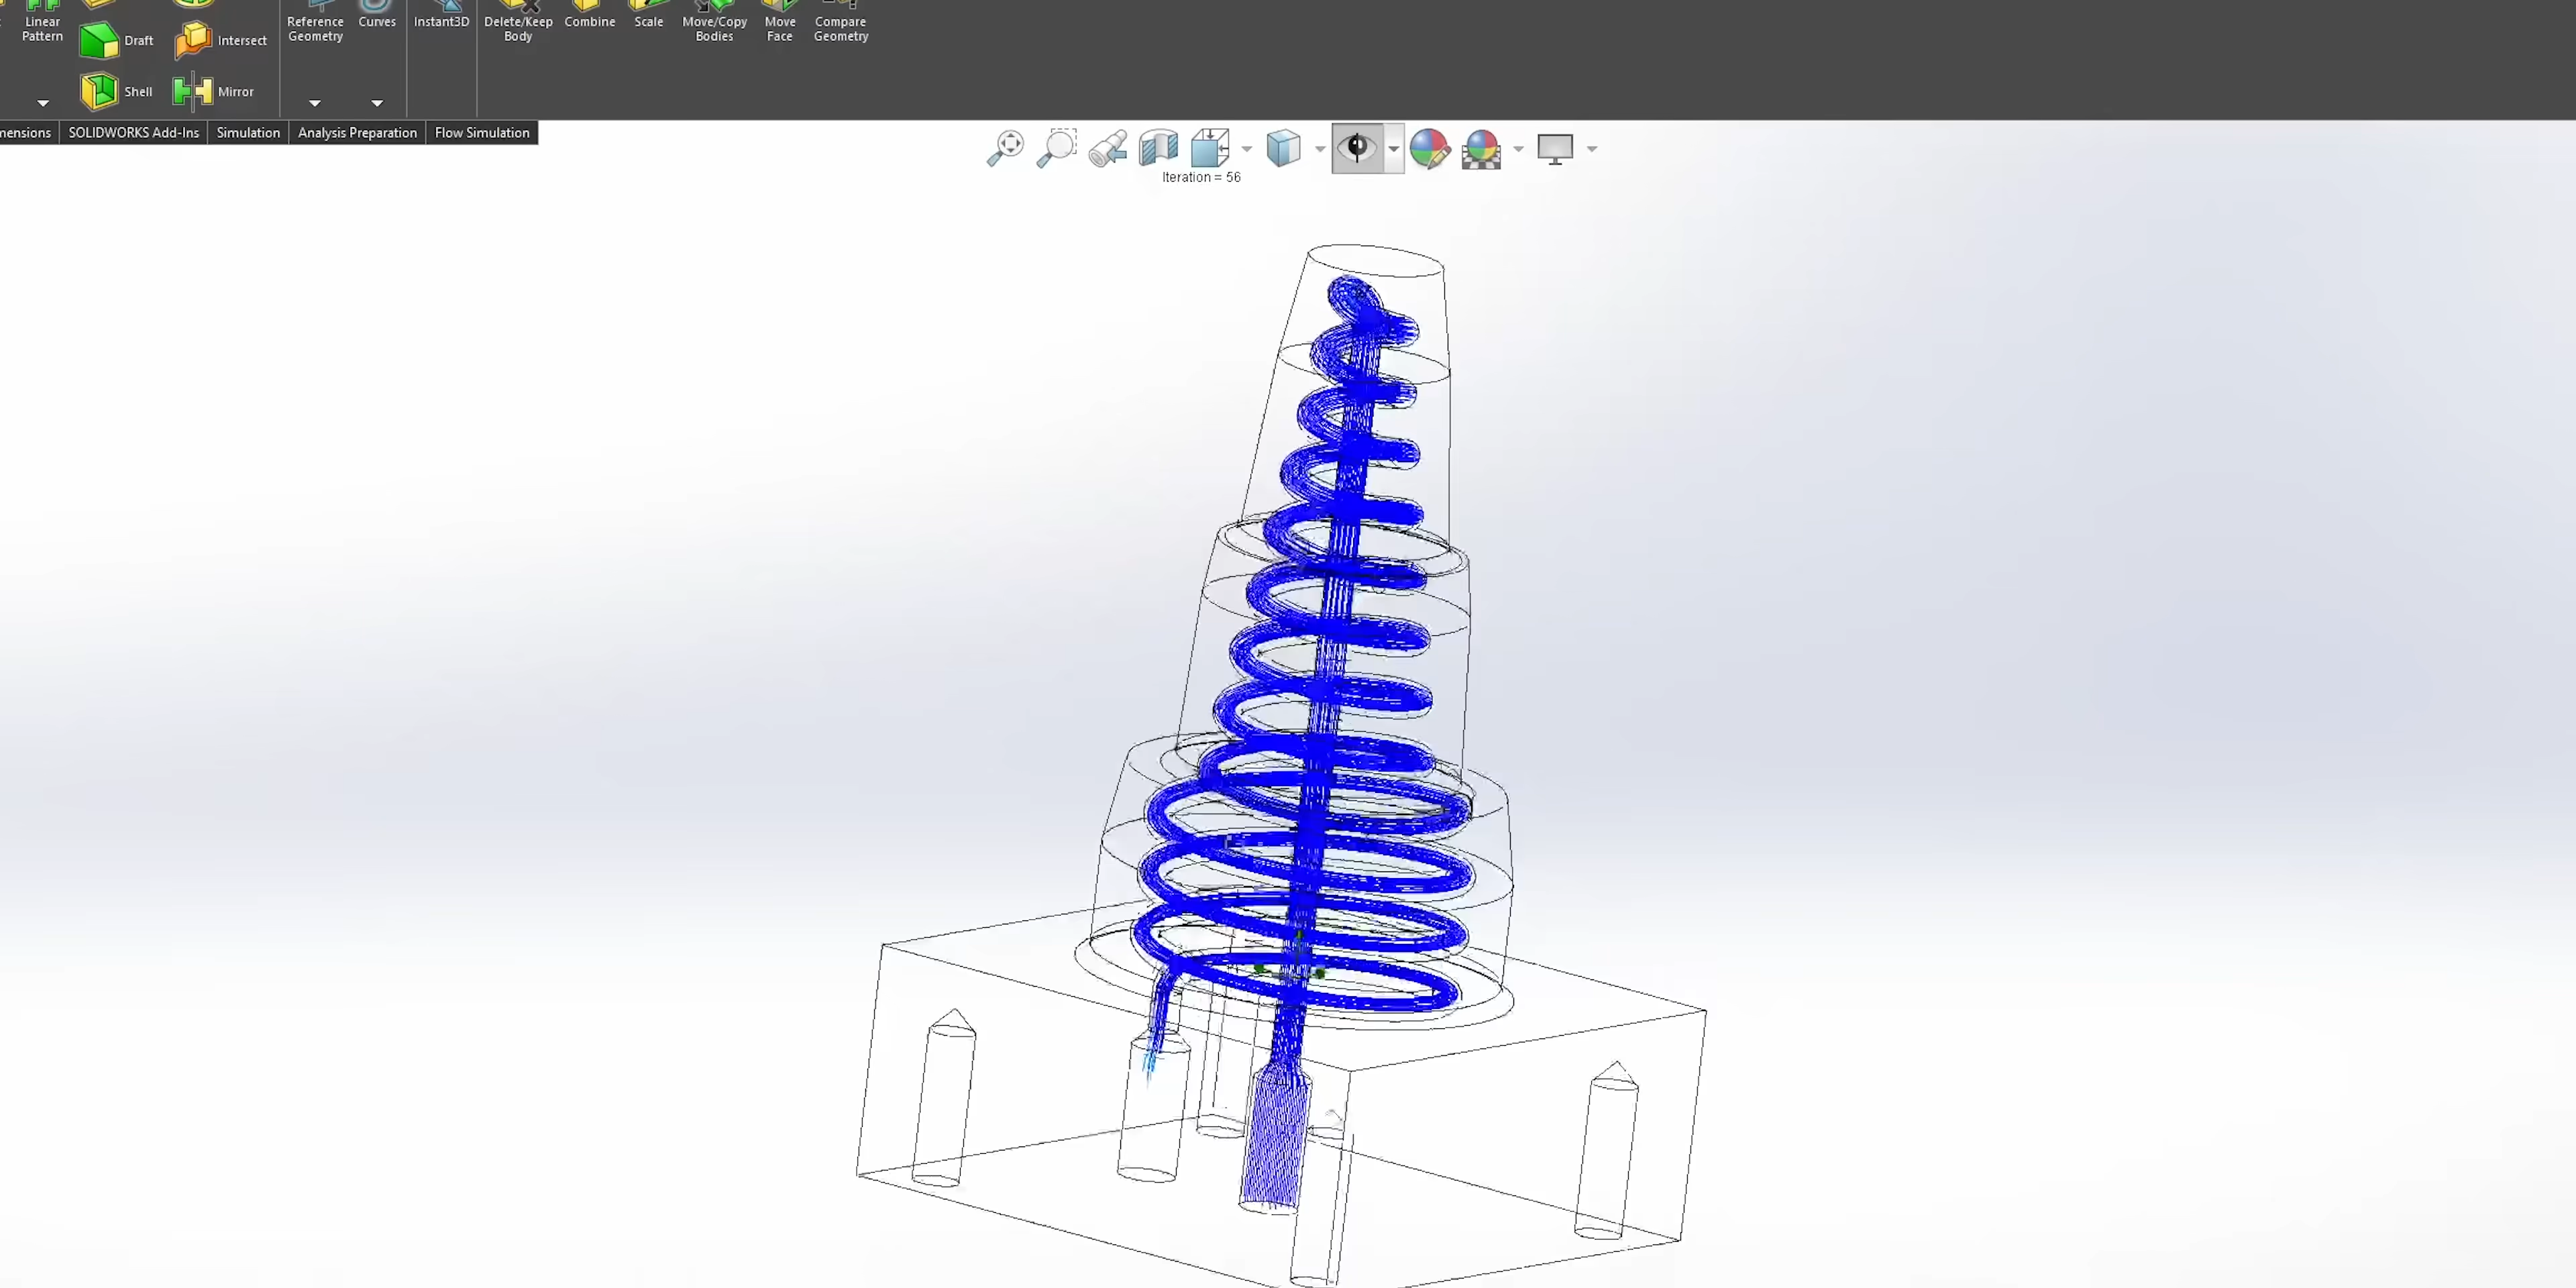 Linear
Pattern
Draft
Intersect
Shell
Mirror
Reference
Geometry
Curves
Instant3D
Delete/Keep
Body
Combine
Scale
Move/Copy
Bodies
Move
Face
Compare
Geometry
mensions
SOLIDWORKS Add-Ins
Simulation
Analysis Preparation
Flow Simulation
Iteration = 56